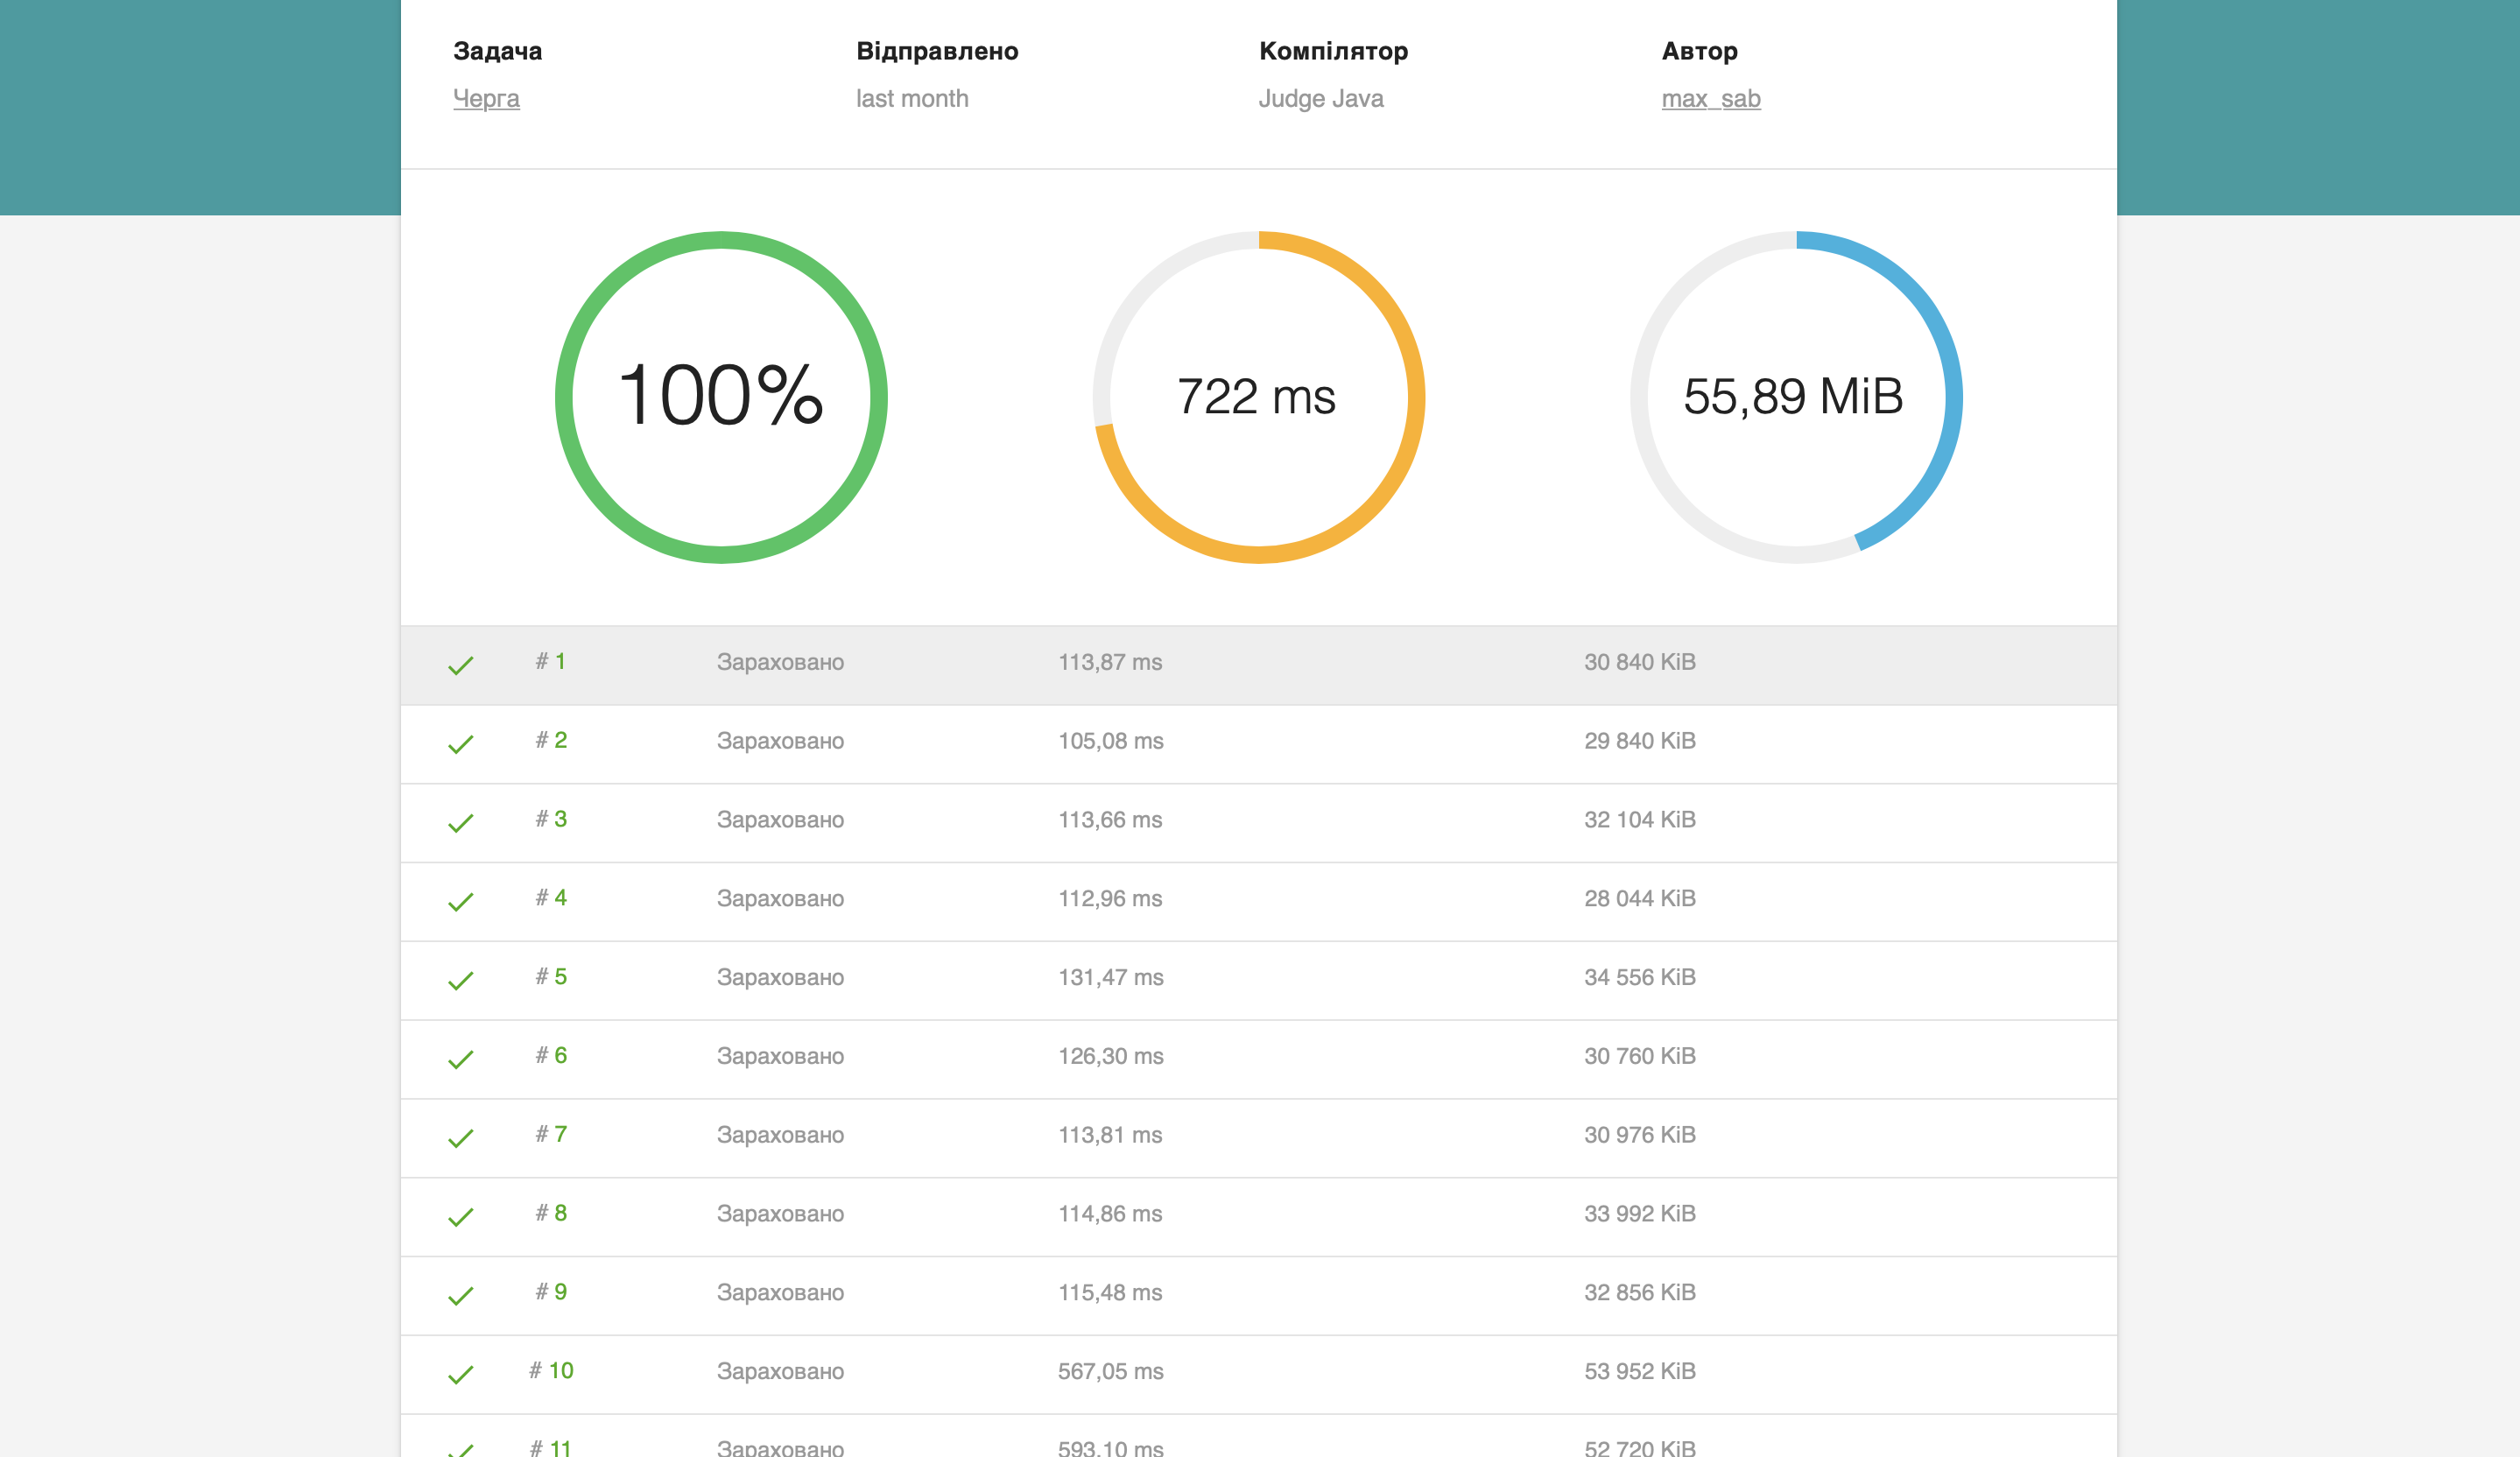 Задача Відправлено Компілятор Автор
Черга last month Judge Java max_sab
100% 722 ms 55,89 MiB
# 1 Зараховано 113,87 ms 30 840 KiB
# 2 Зараховано 105,08 ms 29 840 KiB
# 3 Зараховано 113,66 ms 32 104 KiB
# 4 Зараховано 112,96 ms 28 044 KiB
# 5 Зараховано 131,47 ms 34 556 KiB
# 6 Зараховано 126,30 ms 30 760 KiB
# 7 Зараховано 113,81 ms 30 976 KiB
# 8 Зараховано 114,86 ms 33 992 KiB
# 9 Зараховано 115,48 ms 32 856 KiB
# 10 Зараховано 567,05 ms 53 952 KiB
# 11 Зараховано 593,10 ms 52 720 KiB